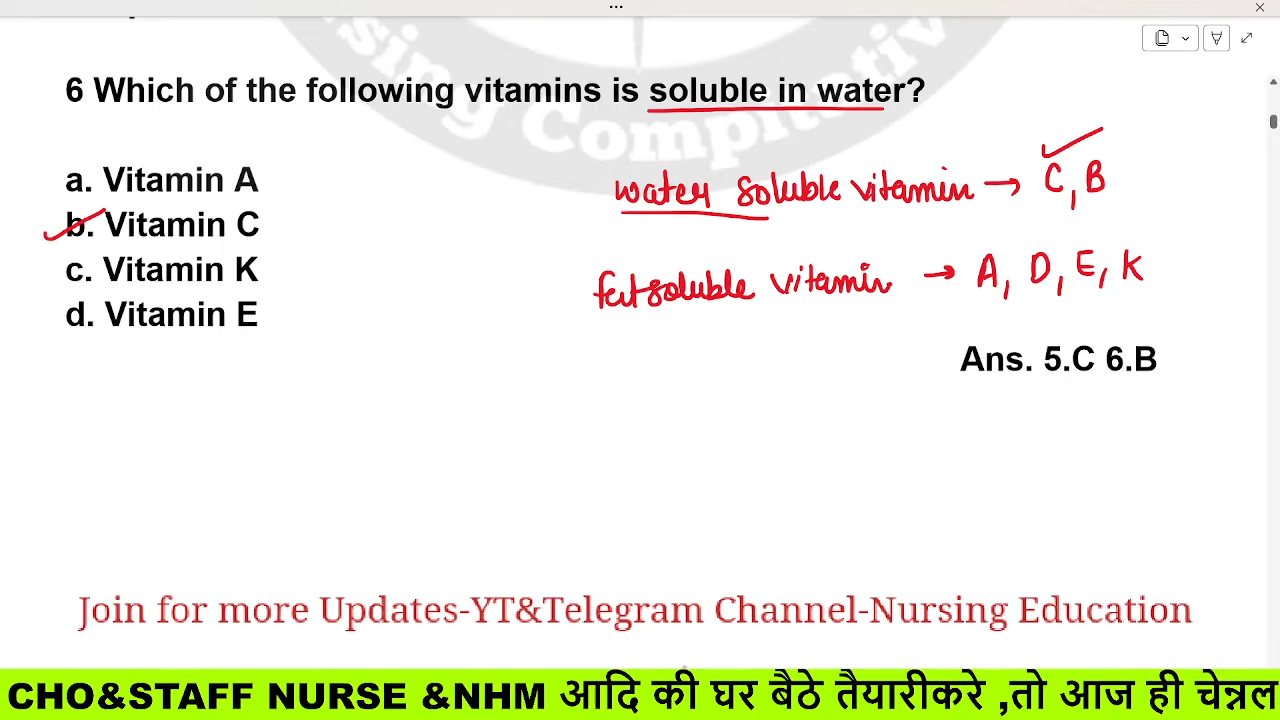 sing Compitativ
6 Which of the following vitamins is soluble in water?
a. Vitamin A
b. Vitamin C
c. Vitamin K
d. Vitamin E
water soluble vitamin → C, B
fat soluble vitamin → A, D, E, K
Ans. 5.C 6.B
Join for more Updates-YT&Telegram Channel-Nursing Education
CHO&STAFF NURSE &NHM आदि की घर बैठे तैयारीकरे ,तो आज ही चेन्नल